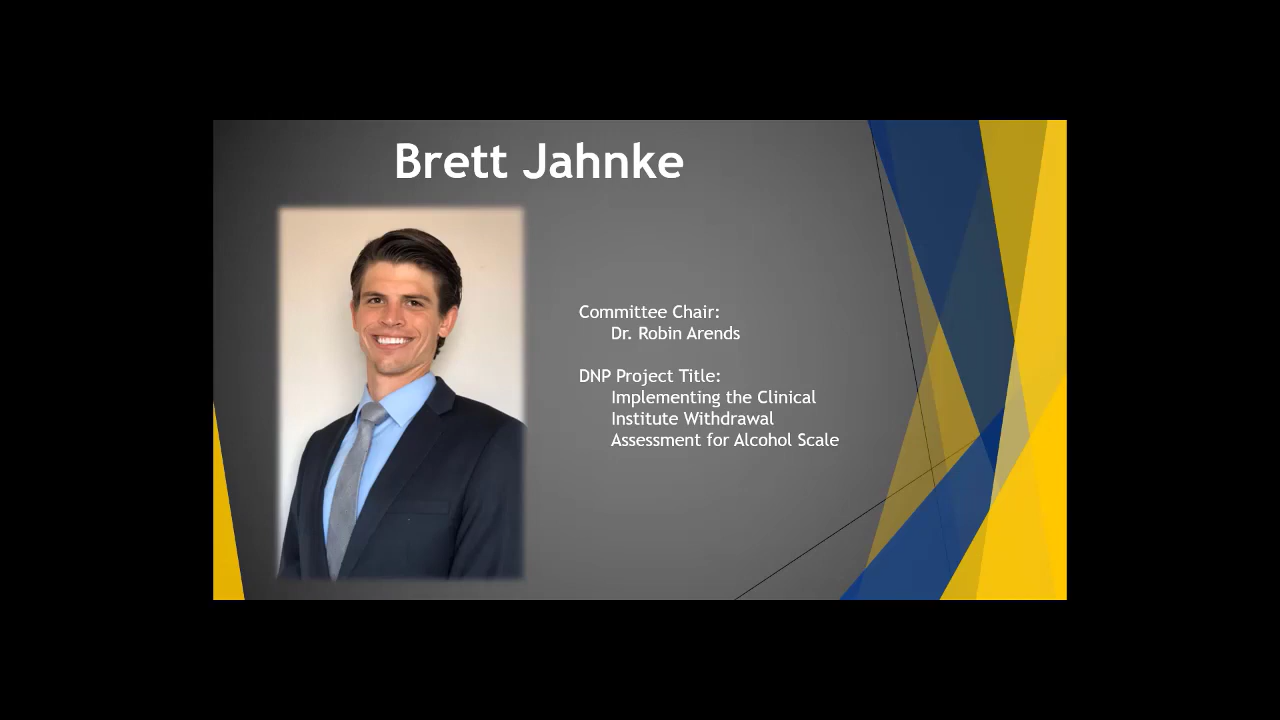 Brett Jahnke
Committee Chair:
Dr. Robin Arends
DNP Project Title:
Implementing the Clinical
Institute Withdrawal
Assessment for Alcohol Scale